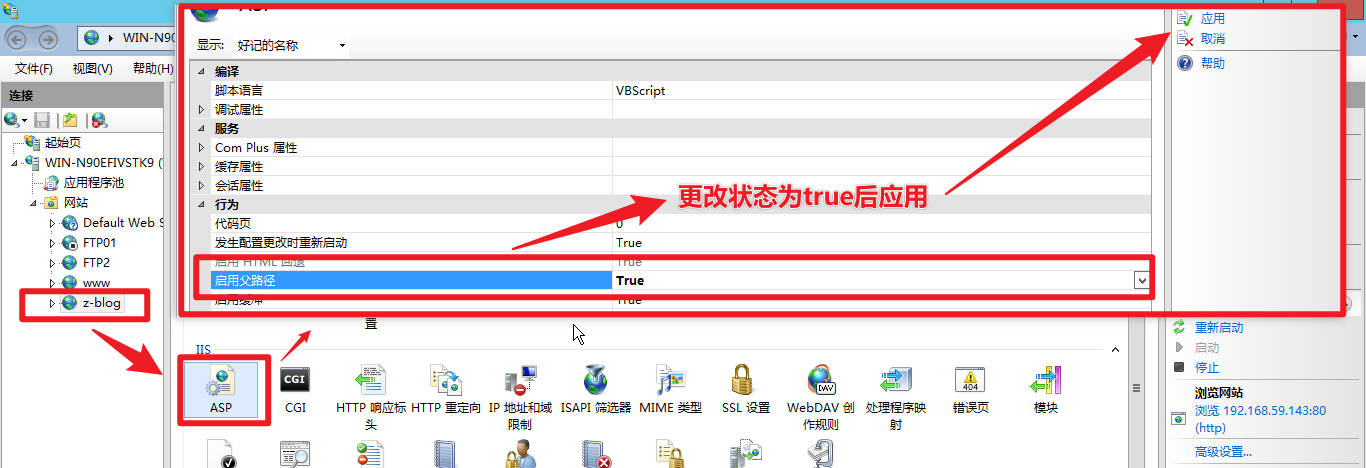 WIN-N90
文件(F) 视图(V) 帮助(H)
连接
起始页
WIN-N90EFIVSTK9 (
应用程序池
网站
Default Web S
FTP01
FTP2
www
z-blog
显示: 好记的名称
编译
脚本语言 VBScript
调试属性
服务
Com Plus 属性
缓存属性
会话属性
行为
代码页 0
发生配置更改时重新启动 True
启用 HTML 回退 True
启用父路径 True
启用缓冲 True
更改状态为true后应用
应用
取消
帮助
置
IIS
ASP
CGI
HTTP 响应标头
HTTP 重定向
IP 地址和域限制
ISAPI 筛选器
MIME 类型
SSL 设置
WebDAV 创作规则
处理程序映射
错误页
模块
CGI
DAV
404
重新启动
启动
停止
浏览网站
浏览 192.168.59.143:80
(http)
高级设置...